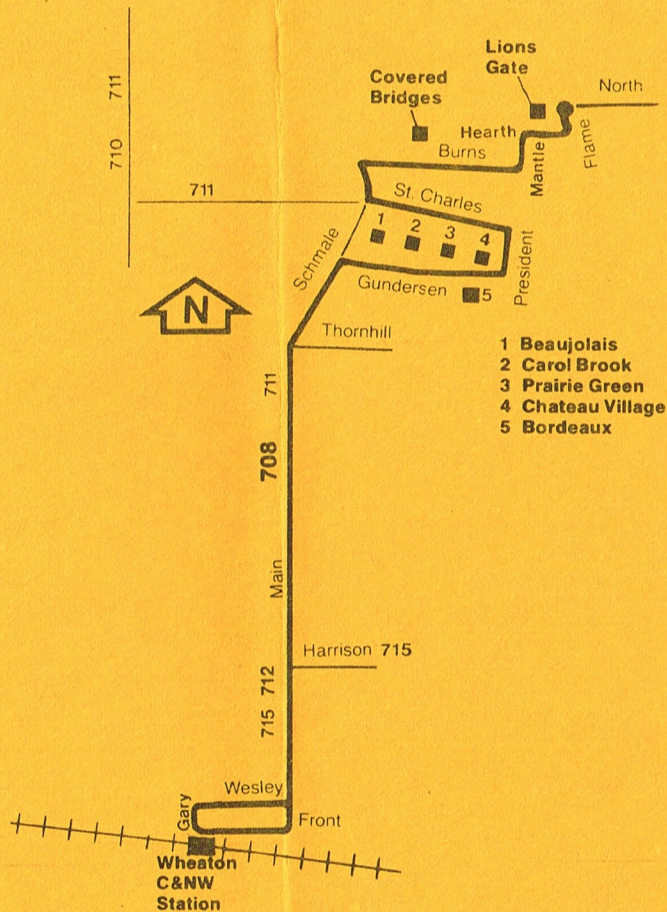 711
710
Covered
Bridges
Lions
Gate
North
Hearth
Burns
Mantle
Flame
711
St. Charles
1
2
3
4
Schmale
President
Gundersen
5
N
Thornhill
1 Beaujolais
2 Carol Brook
3 Prairie Green
4 Chateau Village
5 Bordeaux
711
708
Main
Harrison 715
712
715
Wesley
Gary
Front
Wheaton
C&NW
Station